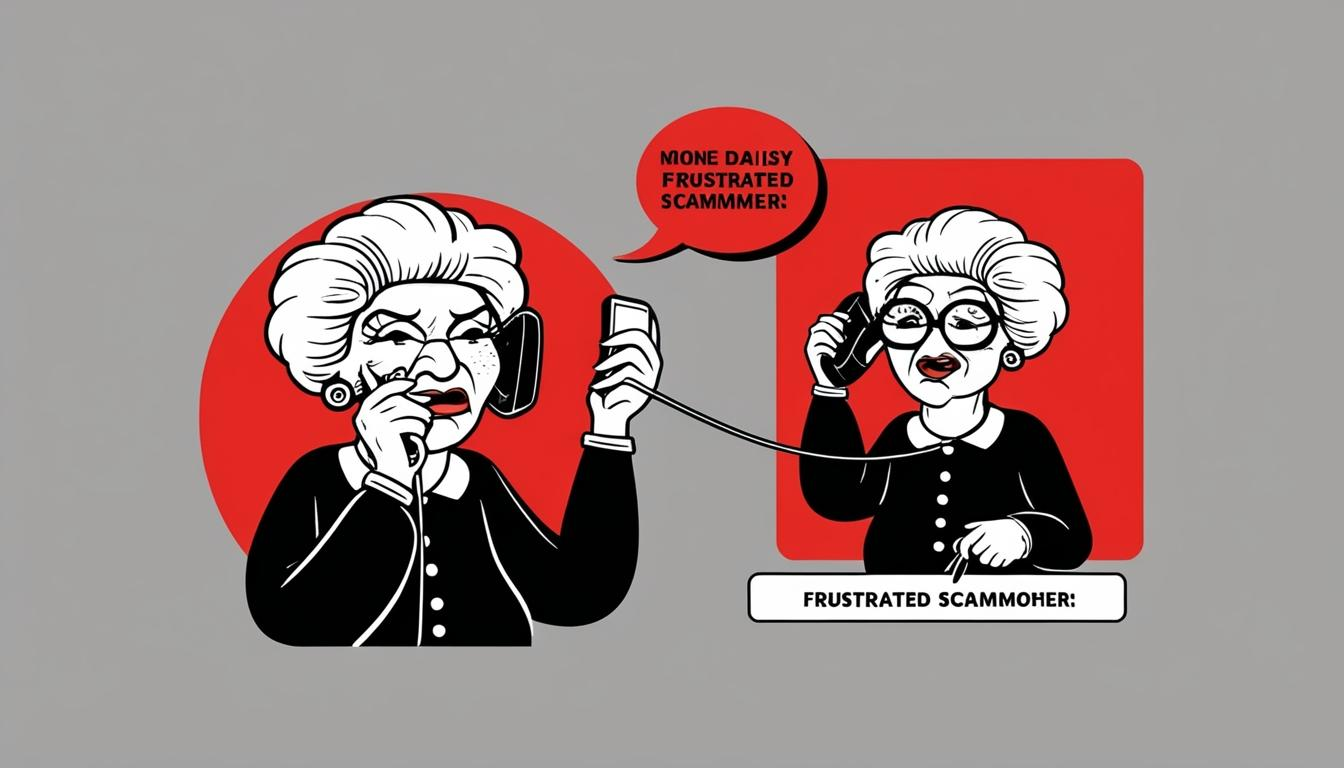 MONE DAIISY
FRUSTRATED
SCAMMMER:
FRUSTRATED SCAMMOHER: